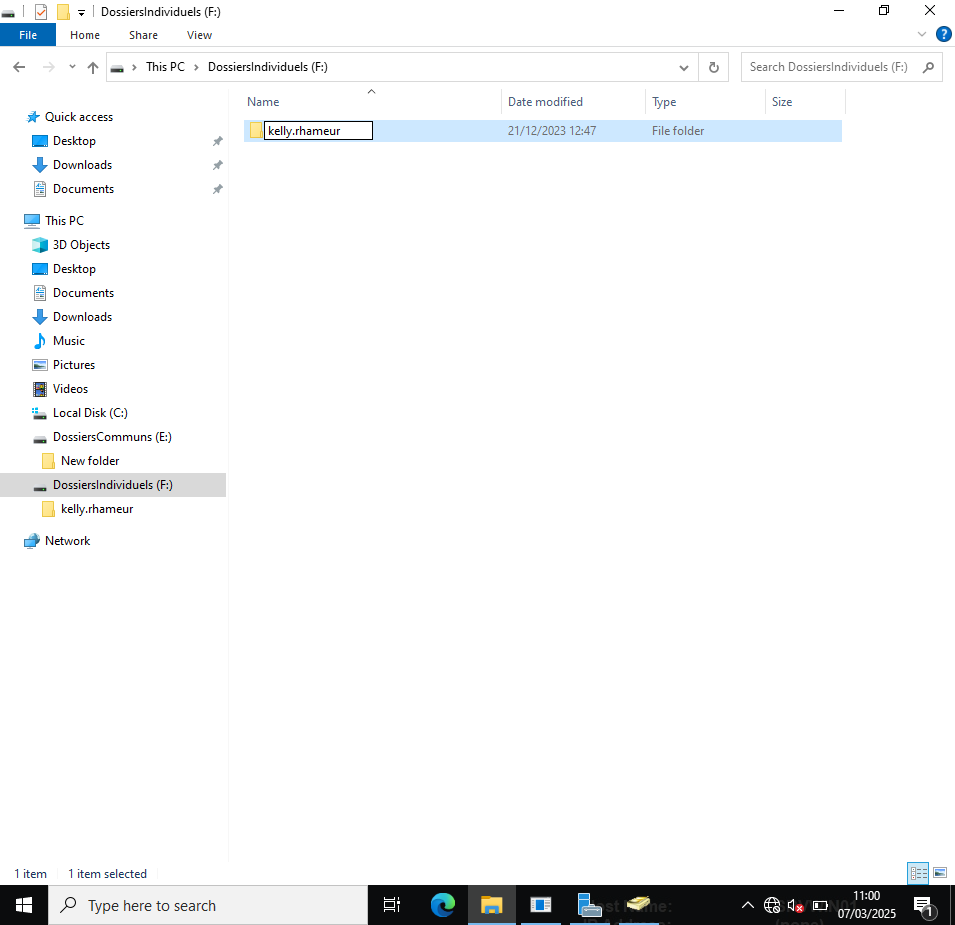 DossiersIndividuels (F:)
File Home Share View
This PC DossiersIndividuels (F:) Search DossiersIndividuels (F:)
Name Date modified Type Size
kelly.rhameur 21/12/2023 12:47 File folder
Quick access
Desktop
Downloads
Documents
This PC
3D Objects
Desktop
Documents
Downloads
Music
Pictures
Videos
Local Disk (C:)
DossiersCommuns (E:)
New folder
DossiersIndividuels (F:)
kelly.rhameur
Network
1 item 1 item selected
Type here to search
11:00
07/03/2025
1